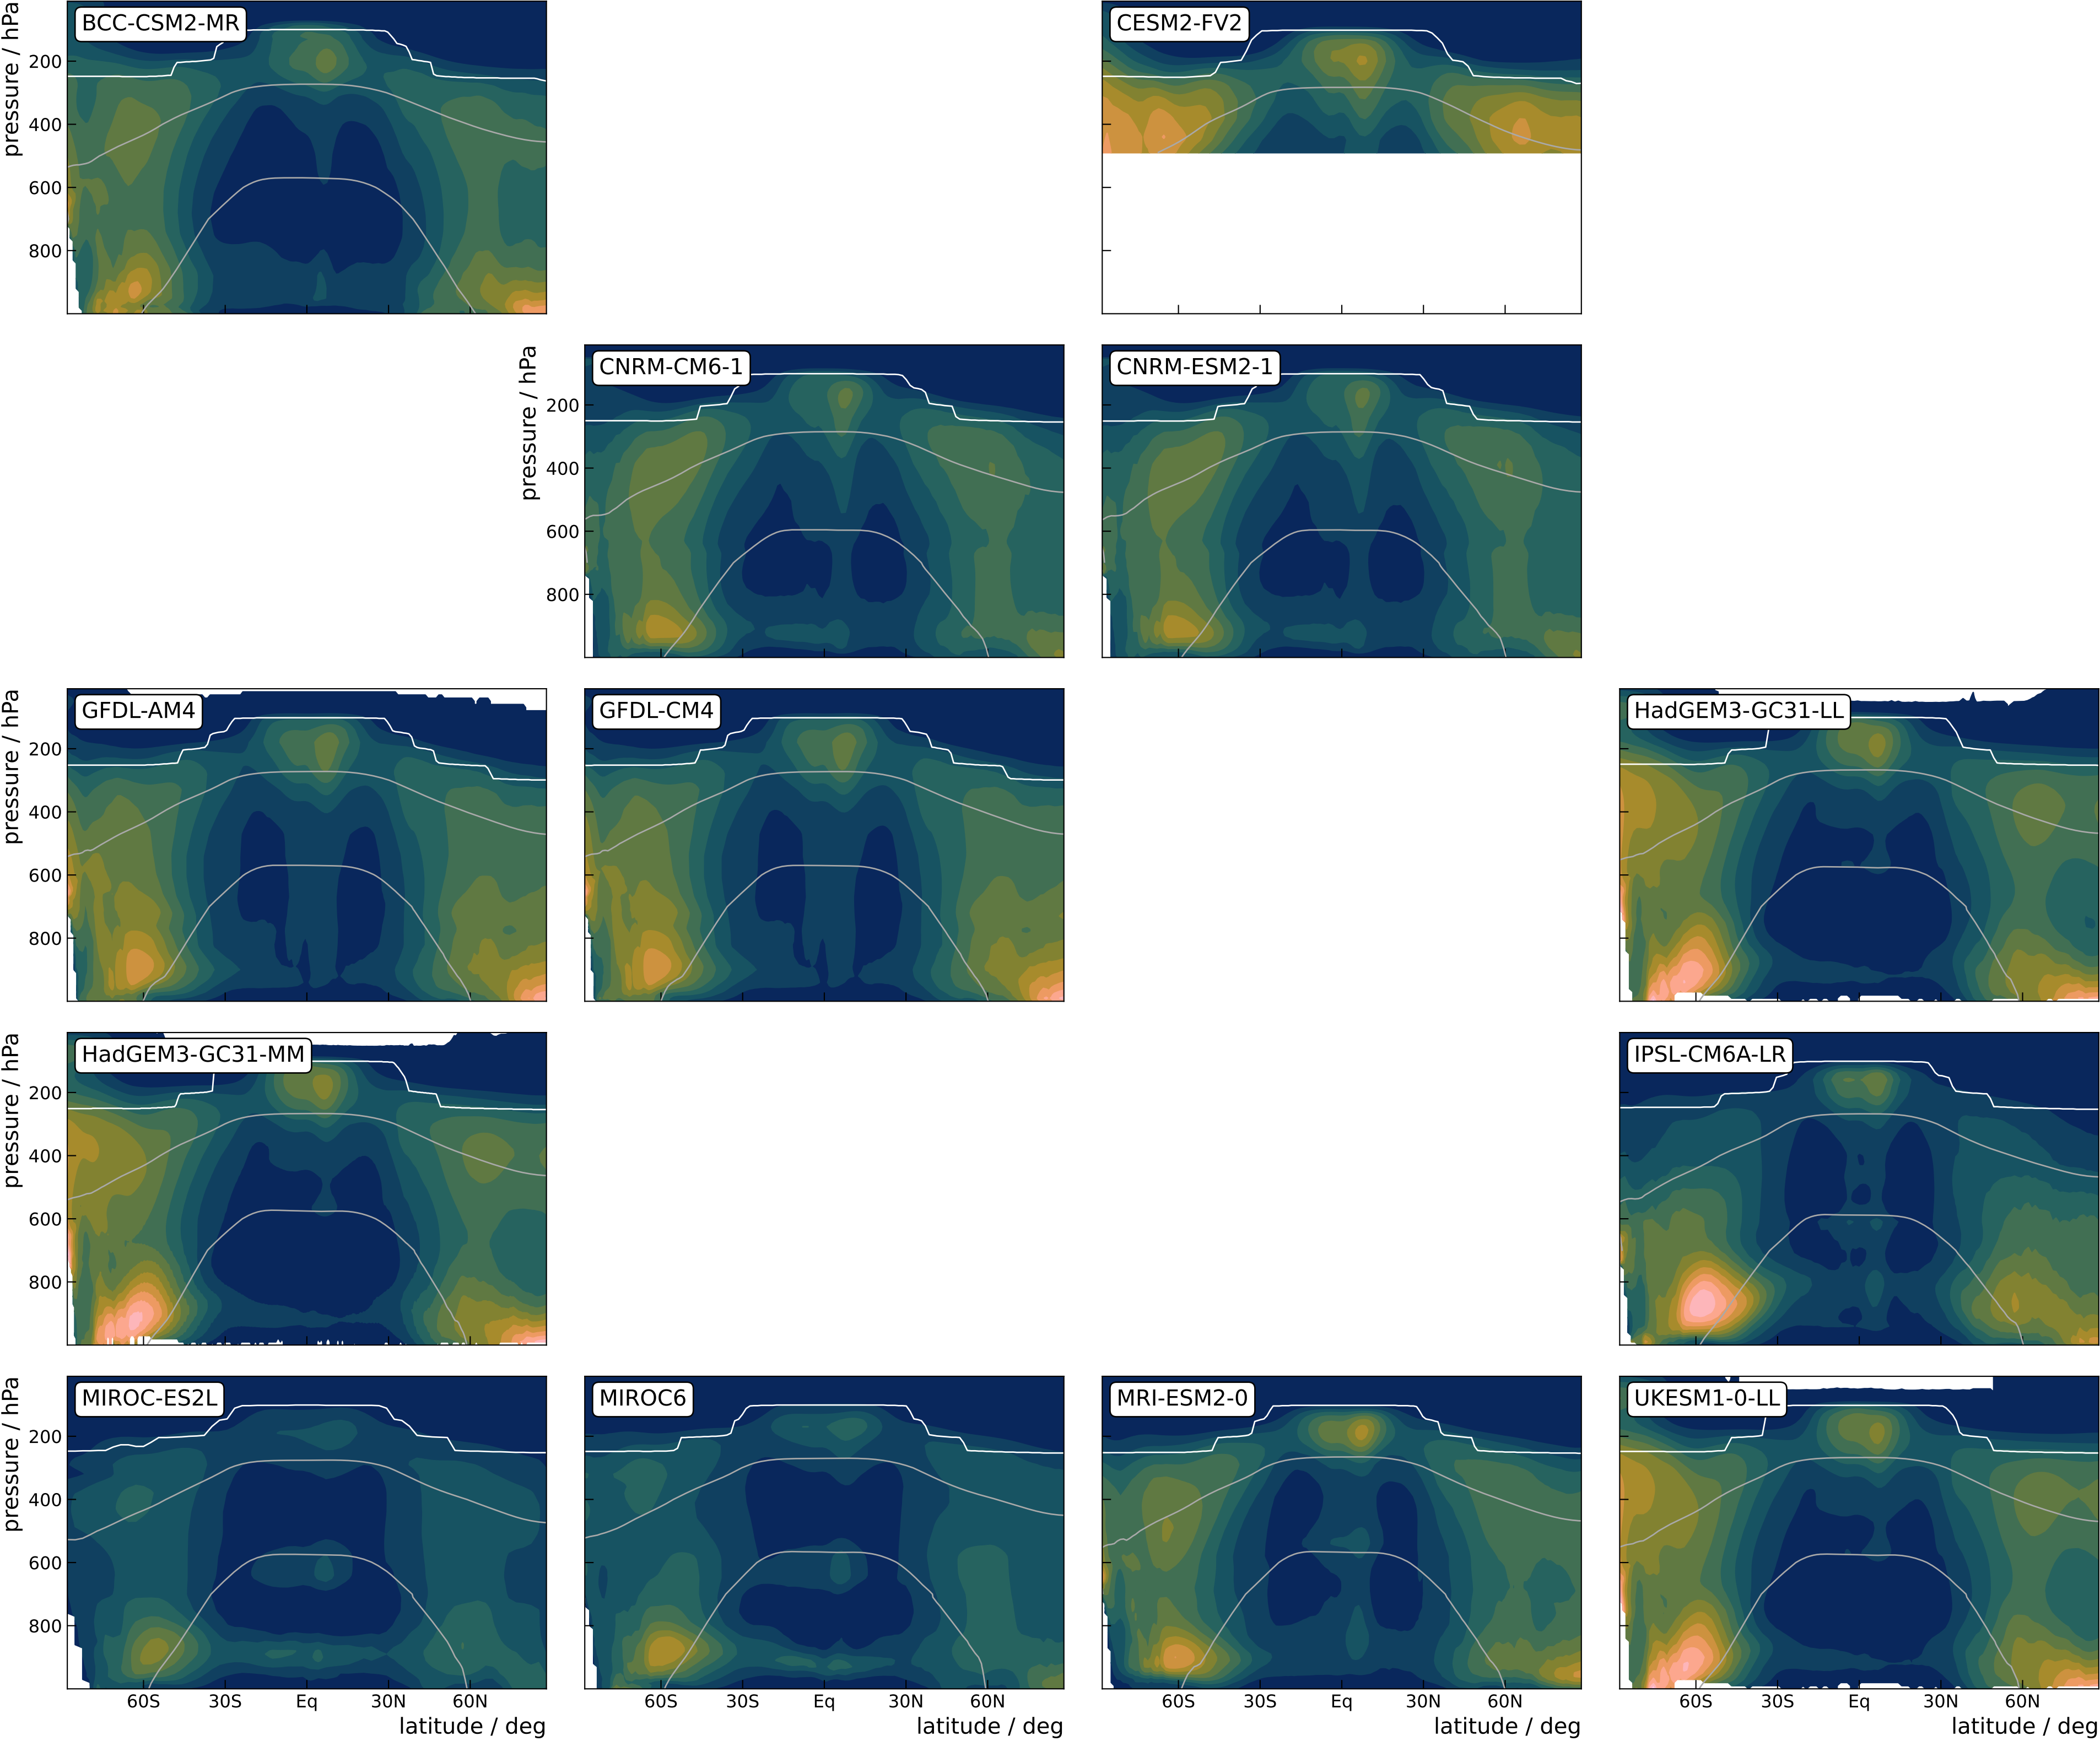 pressure / hPa
BCC-CSM2-MR
200
400
600
800
CESM2-FV2
pressure / hPa
CNRM-CM6-1
200
400
600
800
CNRM-ESM2-1
pressure / hPa
GFDL-AM4
200
400
600
800
GFDL-CM4
HadGEM3-GC31-LL
pressure / hPa
HadGEM3-GC31-MM
200
400
600
800
IPSL-CM6A-LR
pressure / hPa
MIROC-ES2L
200
400
600
800
60S 30S Eq 30N 60N
latitude / deg
MIROC6
60S 30S Eq 30N 60N
latitude / deg
MRI-ESM2-0
60S 30S Eq 30N 60N
latitude / deg
UKESM1-0-LL
60S 30S Eq 30N 60N
latitude / deg